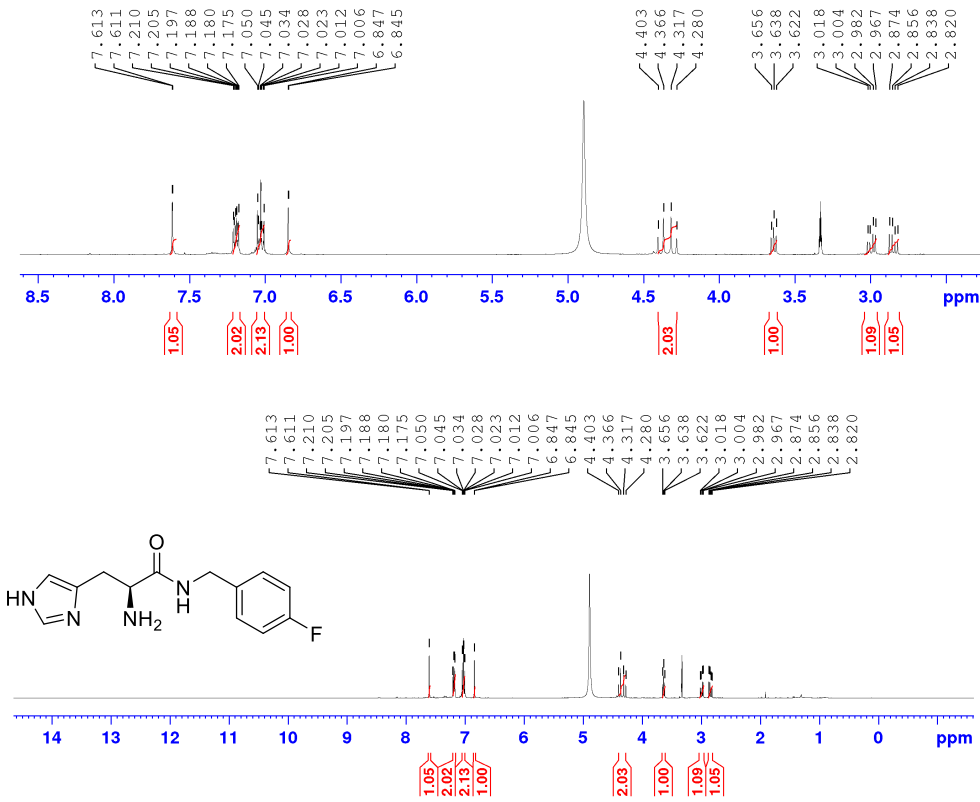 7.613 7.611 7.210 7.205 7.197 7.188 7.180 7.175 7.050 7.045 7.034 7.028 7.023 7.012 7.006 6.847 6.845 4.403 4.366 4.317 4.280 3.656 3.638 3.622 3.018 3.004 2.982 2.967 2.874 2.856 2.838 2.820
8.5 8.0 7.5 7.0 6.5 6.0 5.5 5.0 4.5 4.0 3.5 3.0 ppm
1.05 2.02 2.13 1.00 2.03 1.00 1.09 1.05
7.613 7.611 7.210 7.205 7.197 7.188 7.180 7.175 7.050 7.045 7.034 7.028 7.023 7.012 7.006 6.847 6.845 4.403 4.366 4.317 4.280 3.656 3.638 3.622 3.018 3.004 2.982 2.967 2.874 2.856 2.838 2.820
O
HN
N
NH2
N
H
F
14 13 12 11 10 9 8 7 6 5 4 3 2 1 0 ppm
1.05 2.02 2.13 1.00 2.03 1.00 1.09 1.05